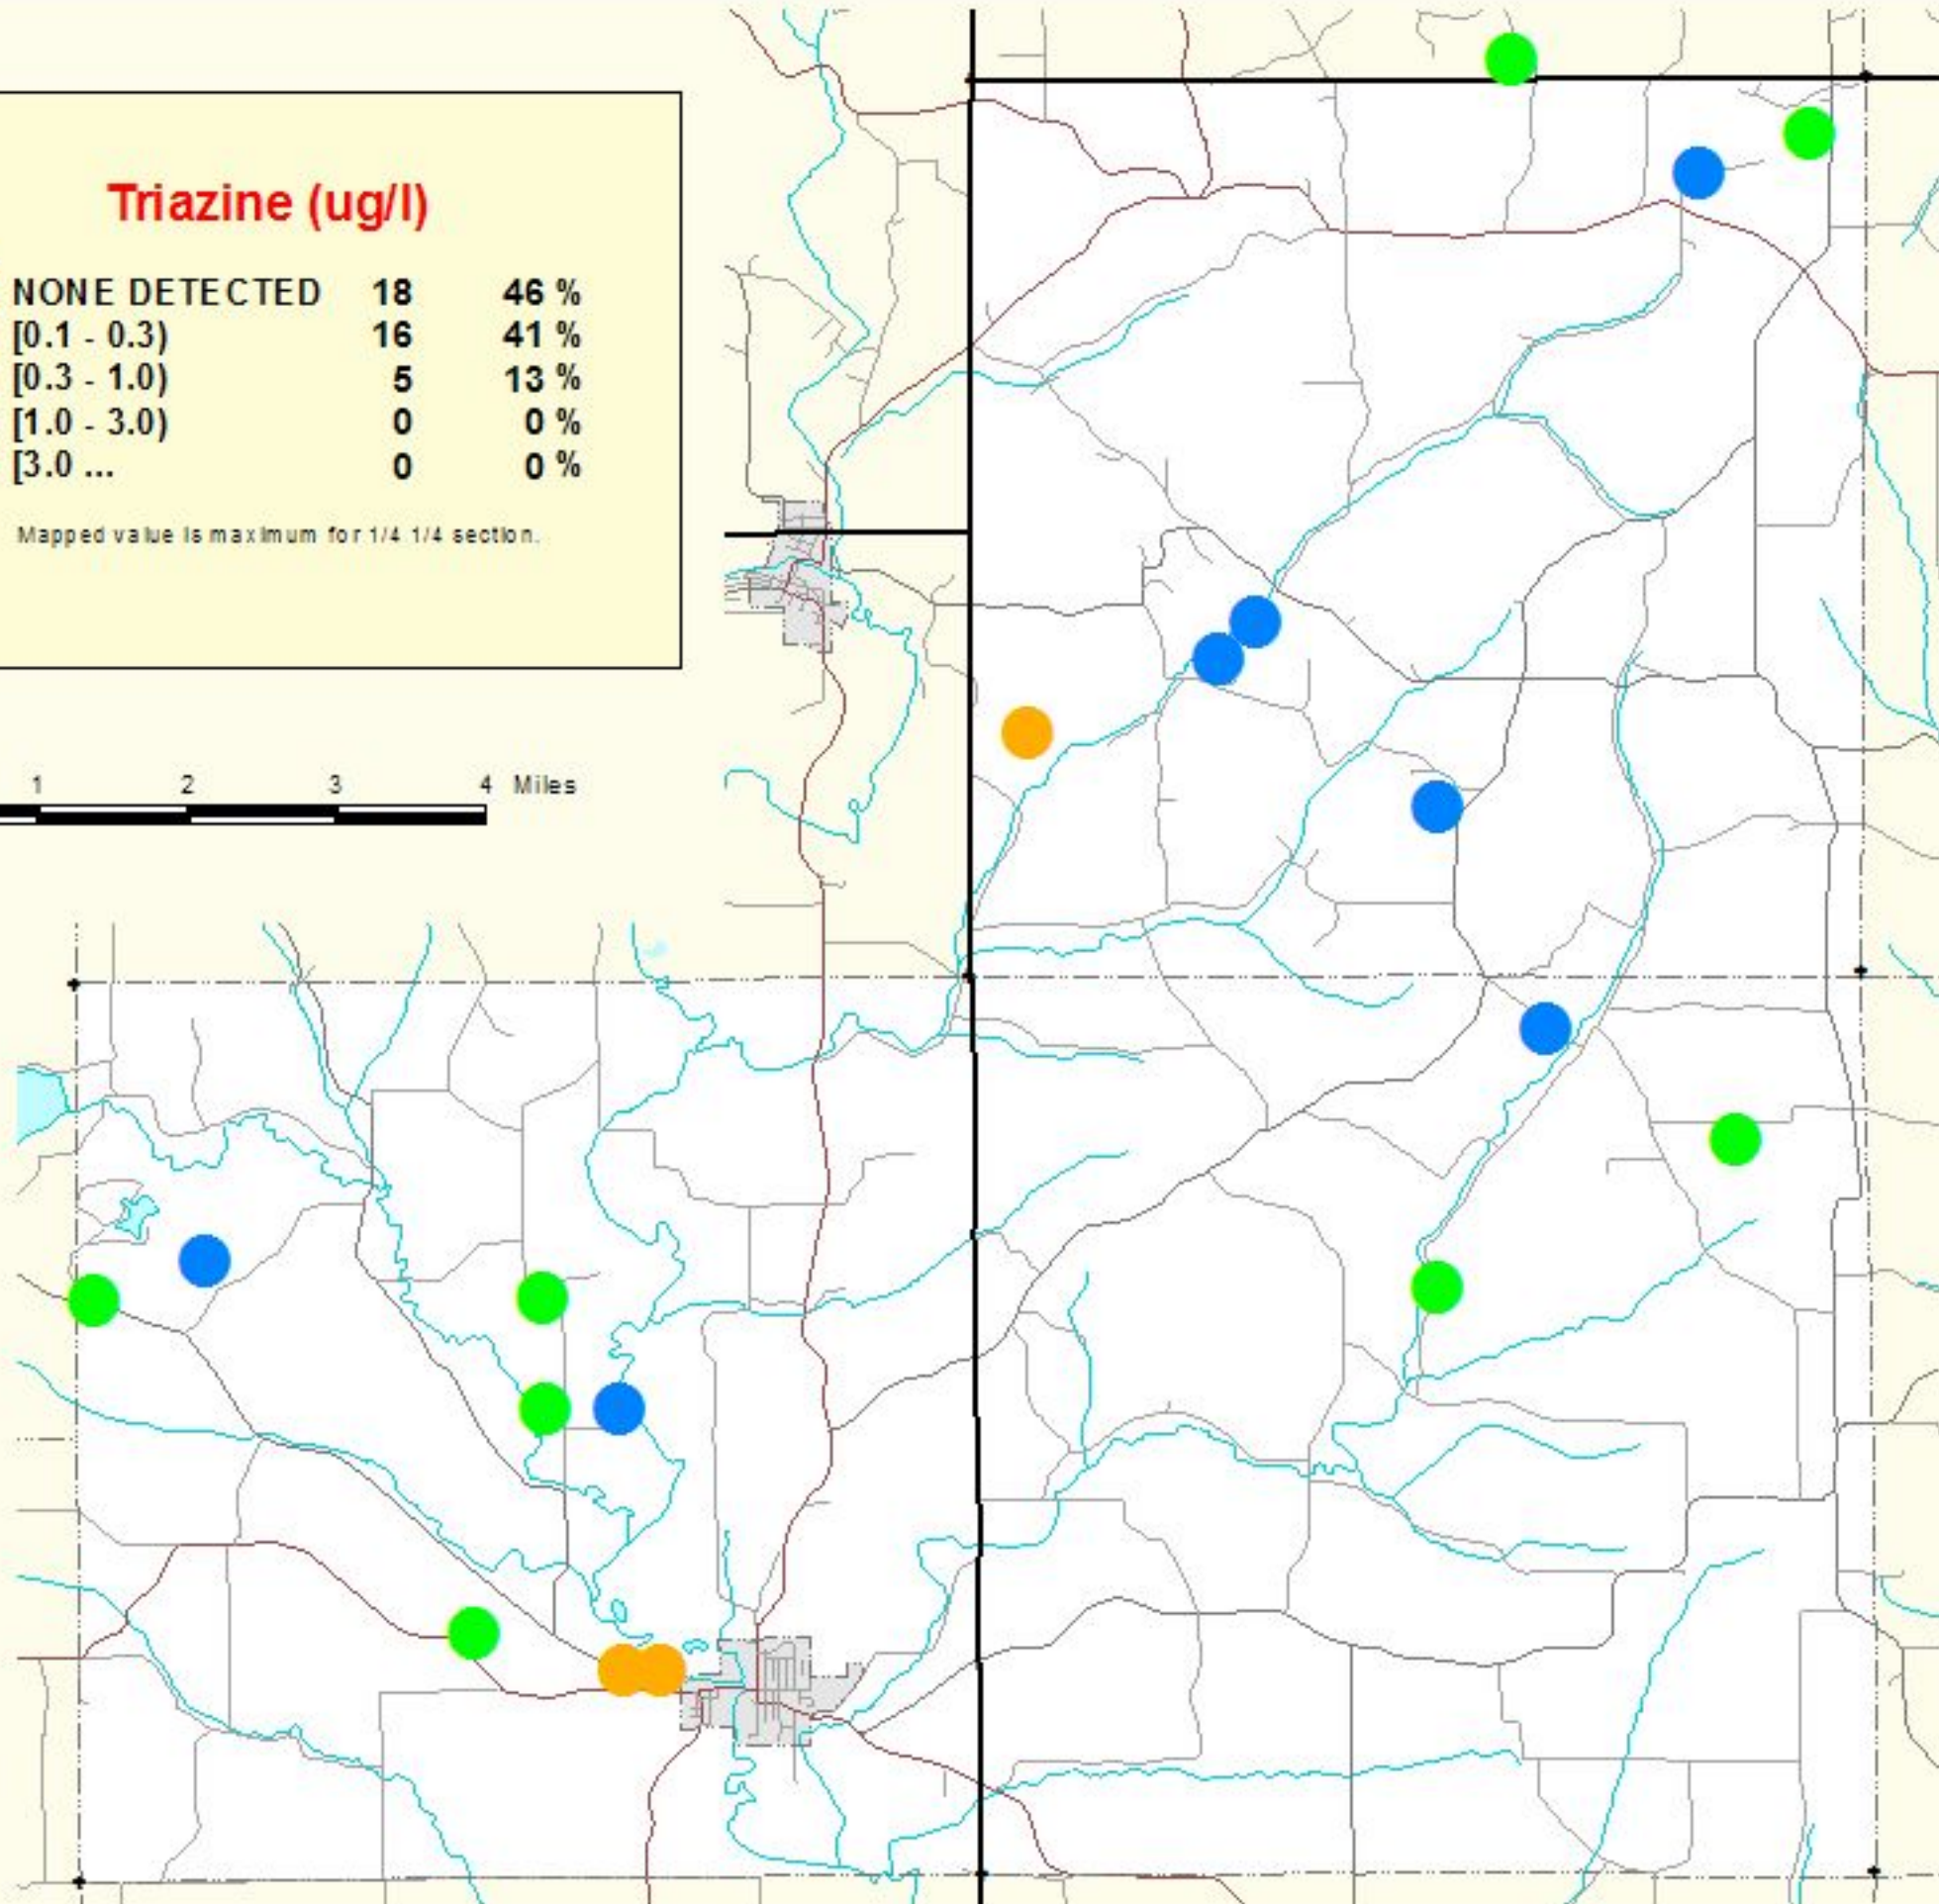 Triazine (ug/l)
NONE DETECTED 18 46 %
[0.1 - 0.3) 16 41 %
[0.3 - 1.0) 5 13 %
[1.0 - 3.0) 0 0 %
[3.0 ... 0 0 %
Mapped value is maximum for 1/4 1/4 section.
1 2 3 4 Miles